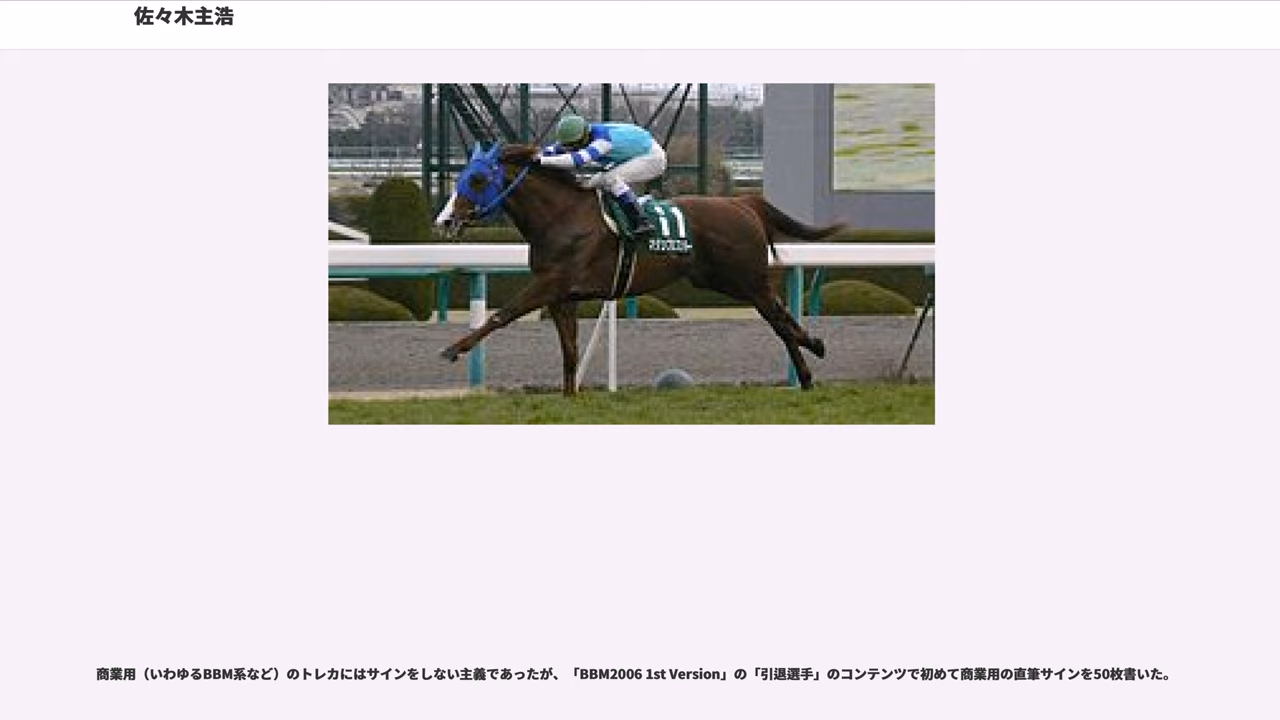 佐々木主浩
11
商業用（いわゆるBBM系など）のトレカにはサインをしない主義であったが、「BBM2006 1st Version」の「引退選手」のコンテンツで初めて商業用の直筆サインを50枚書いた。